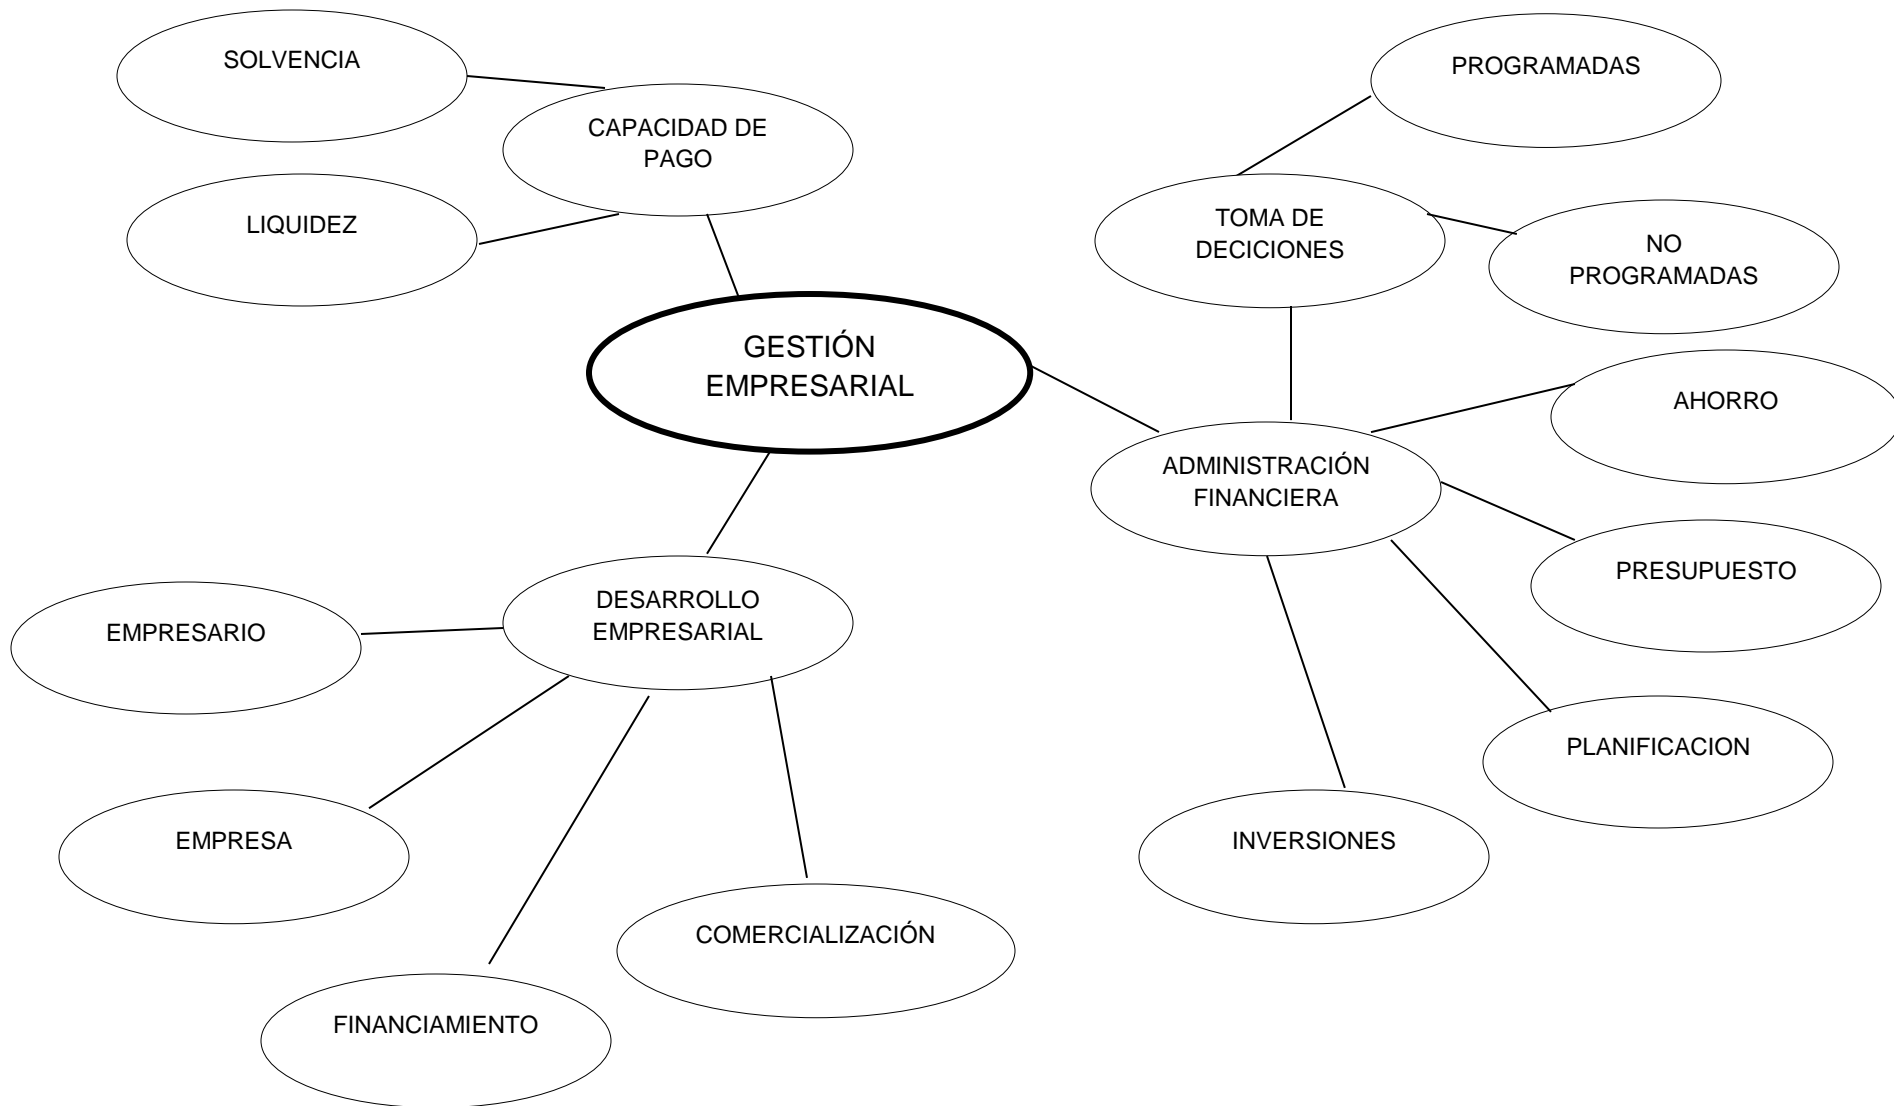 SOLVENCIA
CAPACIDAD DE
PAGO
LIQUIDEZ
PROGRAMADAS
TOMA DE
DECICIONES
NO
PROGRAMADAS
GESTIÓN
EMPRESARIAL
AHORRO
ADMINISTRACIÓN
FINANCIERA
PRESUPUESTO
PLANIFICACION
INVERSIONES
DESARROLLO
EMPRESARIAL
EMPRESARIO
EMPRESA
COMERCIALIZACIÓN
FINANCIAMIENTO